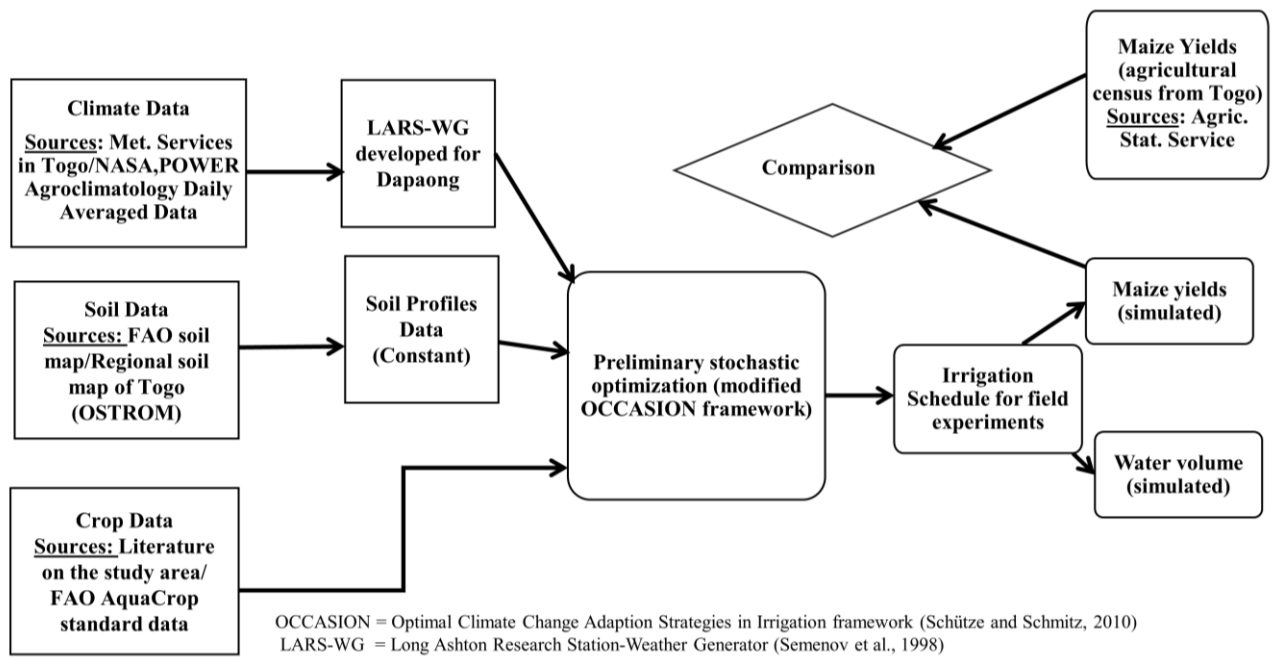 Climate Data
Sources: Met. Services
in Togo/NASA,POWER
Agroclimatology Daily
Averaged Data
LARS-WG
developed for
Dapaong
Comparison
Maize Yields
(agricultural
census from Togo)
Sources: Agric.
Stat. Service
Soil Data
Sources: FAO soil
map/Regional soil
map of Togo
(OSTROM)
Soil Profiles
Data
(Constant)
Preliminary stochastic
optimization (modified
OCCASION framework)
Maize yields
(simulated)
Irrigation
Schedule for field
experiments
Water volume
(simulated)
Crop Data
Sources: Literature
on the study area/
FAO AquaCrop
standard data
OCCASION = Optimal Climate Change Adaption Strategies in Irrigation framework (Schütze and Schmitz, 2010)
LARS-WG = Long Ashton Research Station-Weather Generator (Semenov et al., 1998)